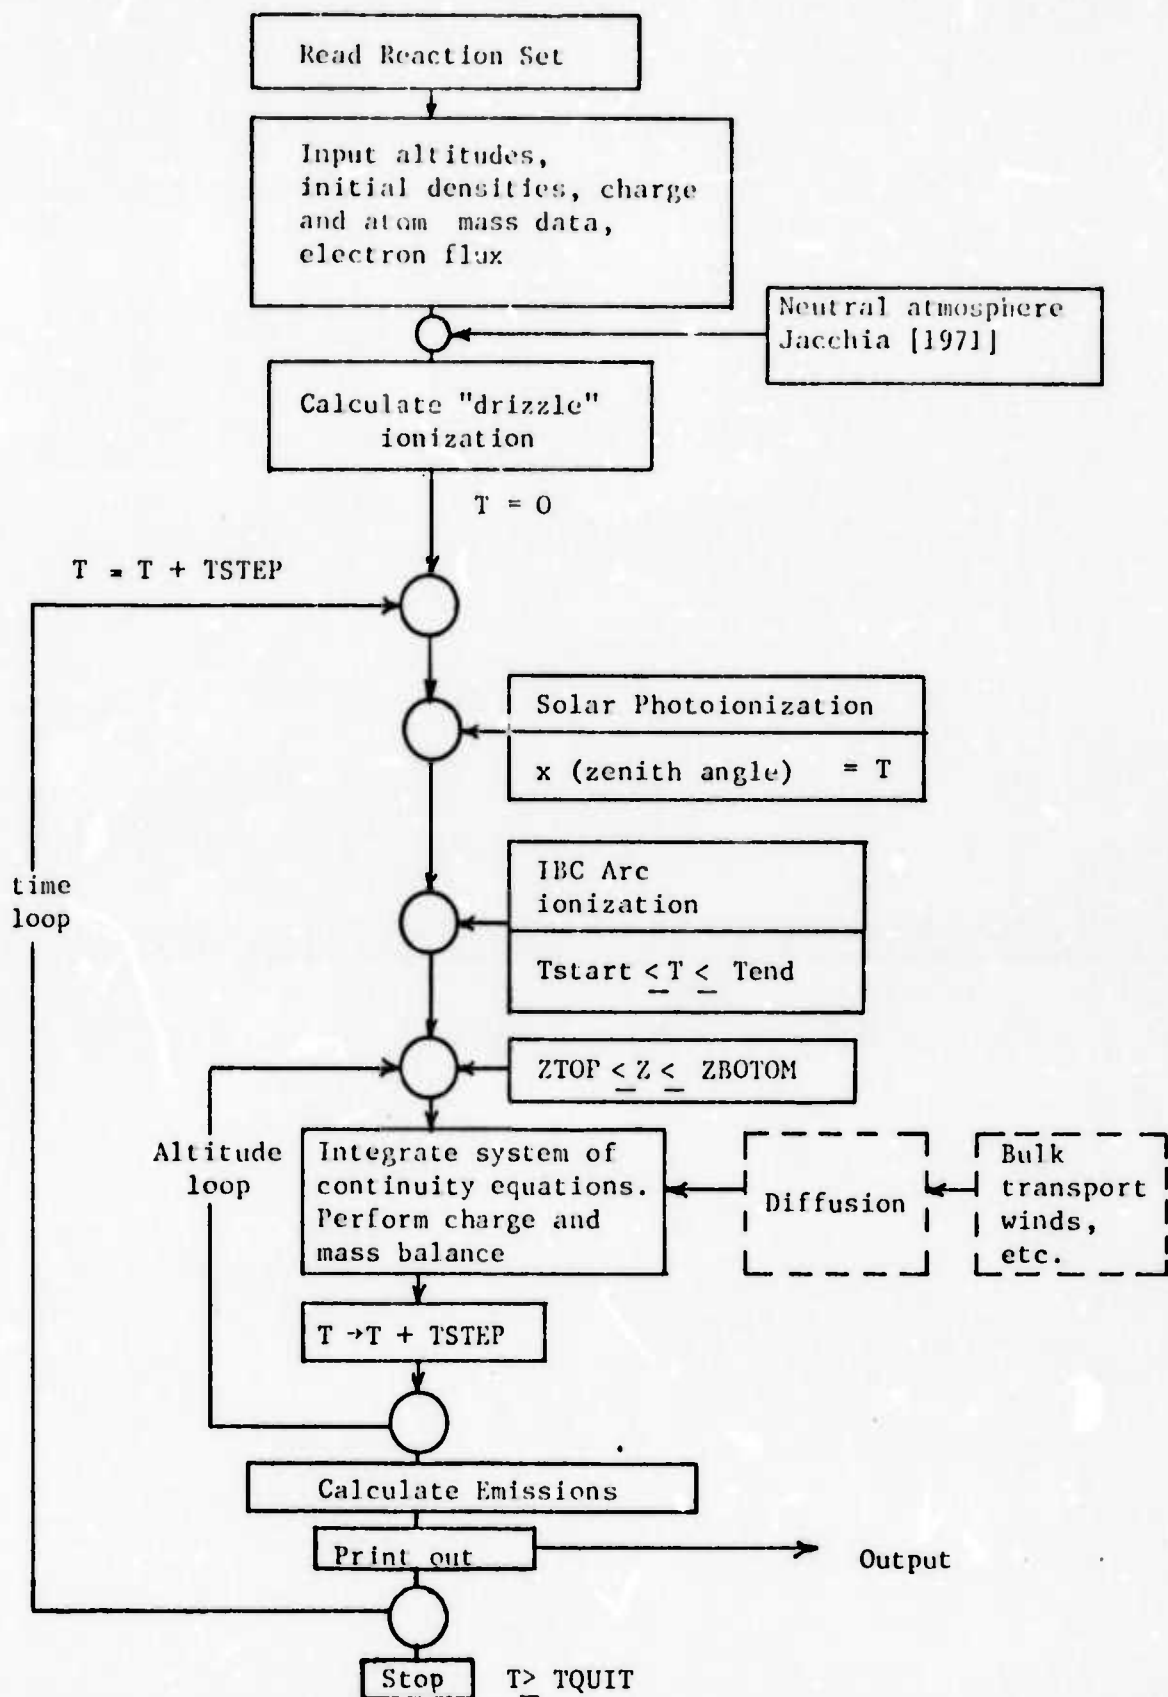 Read Reaction Set
Input altitudes,
initial densities, charge
and atom mass data,
electron flux
Neutral atmosphere
Jacchia [1971]
Calculate "drizzle"
ionization
T = 0
T = T + TSTEP
Solar Photoionization
x (zenith angle) = T
time
loop
IBC Arc
ionization
Tstart ≤ T ≤ Tend
ZTOP ≤ Z ≤ ZBOTOM
Altitude
loop
Integrate system of
continuity equations.
Perform charge and
mass balance
Diffusion
Bulk
transport
winds,
etc.
T →T + TSTEP
Calculate Emissions
Print out
Output
Stop
T≥ TQUIT